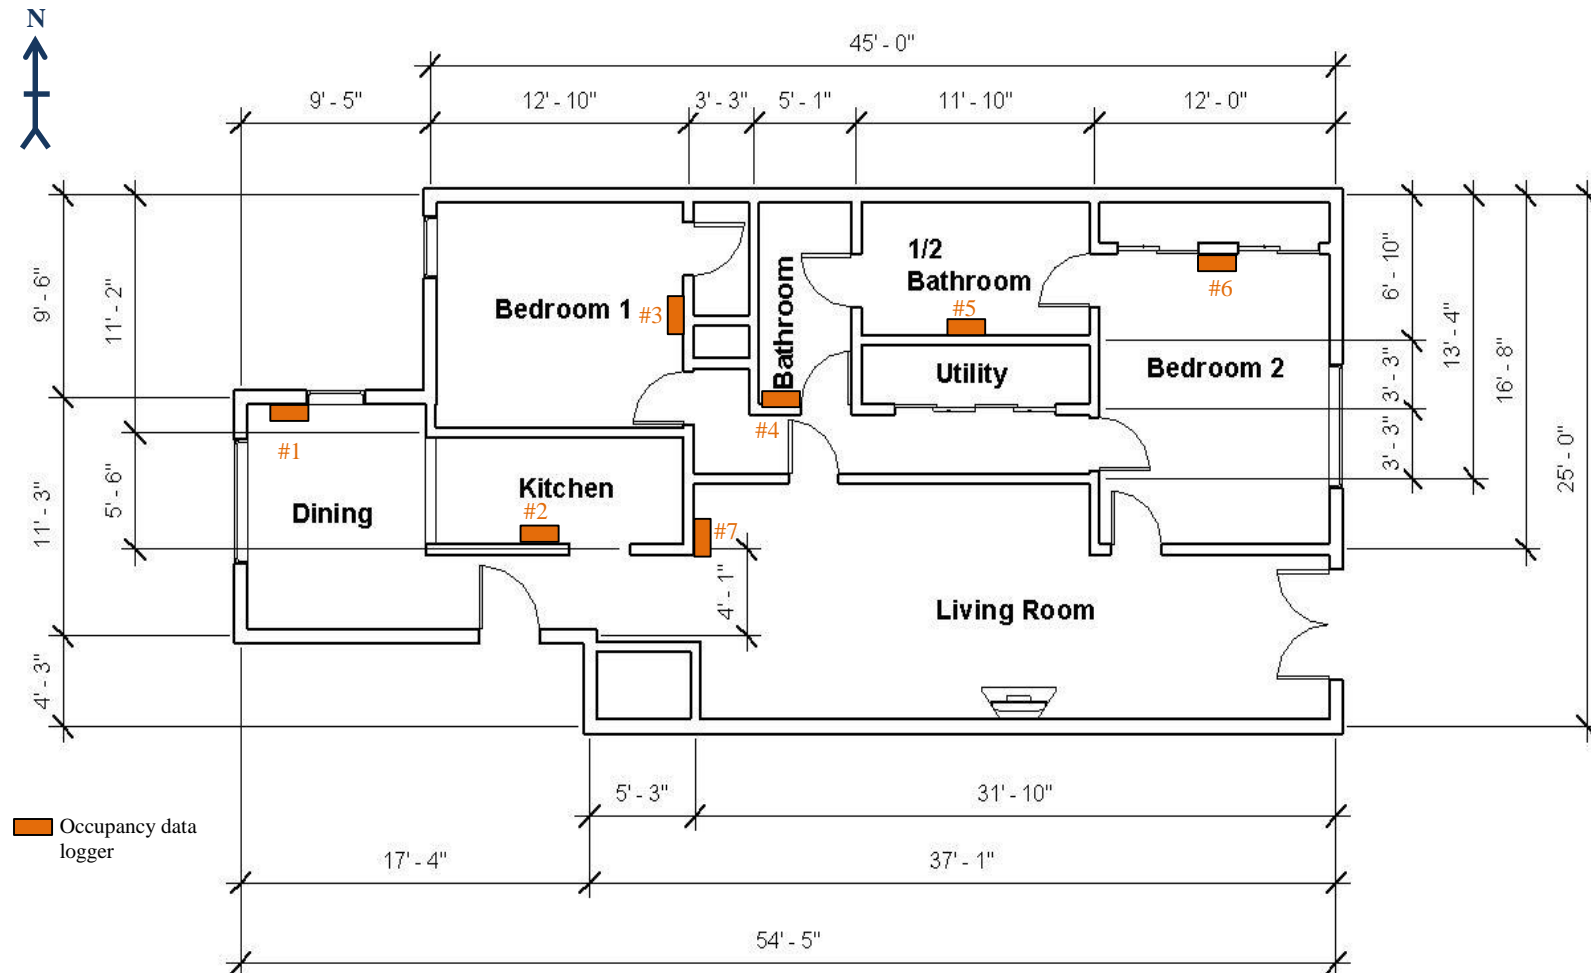 N
45' - 0"
9' - 5"
12' - 10"
3' - 3"
5' - 1"
11' - 10"
12' - 0"
9' - 6"
11' - 2"
11' - 3"
5' - 6"
4' - 3"
Bedroom 1
#3
Bathroom
#4
1/2
Bathroom
#5
#6
Utility
Bedroom 2
#1
Dining
Kitchen
#2
#7
4' - 1"
Living Room
6' - 10"
3' - 3"
3' - 3"
13' - 4"
16' - 8"
25' - 0"
5' - 3"
31' - 10"
Occupancy data
logger
17' - 4"
37' - 1"
54' - 5"